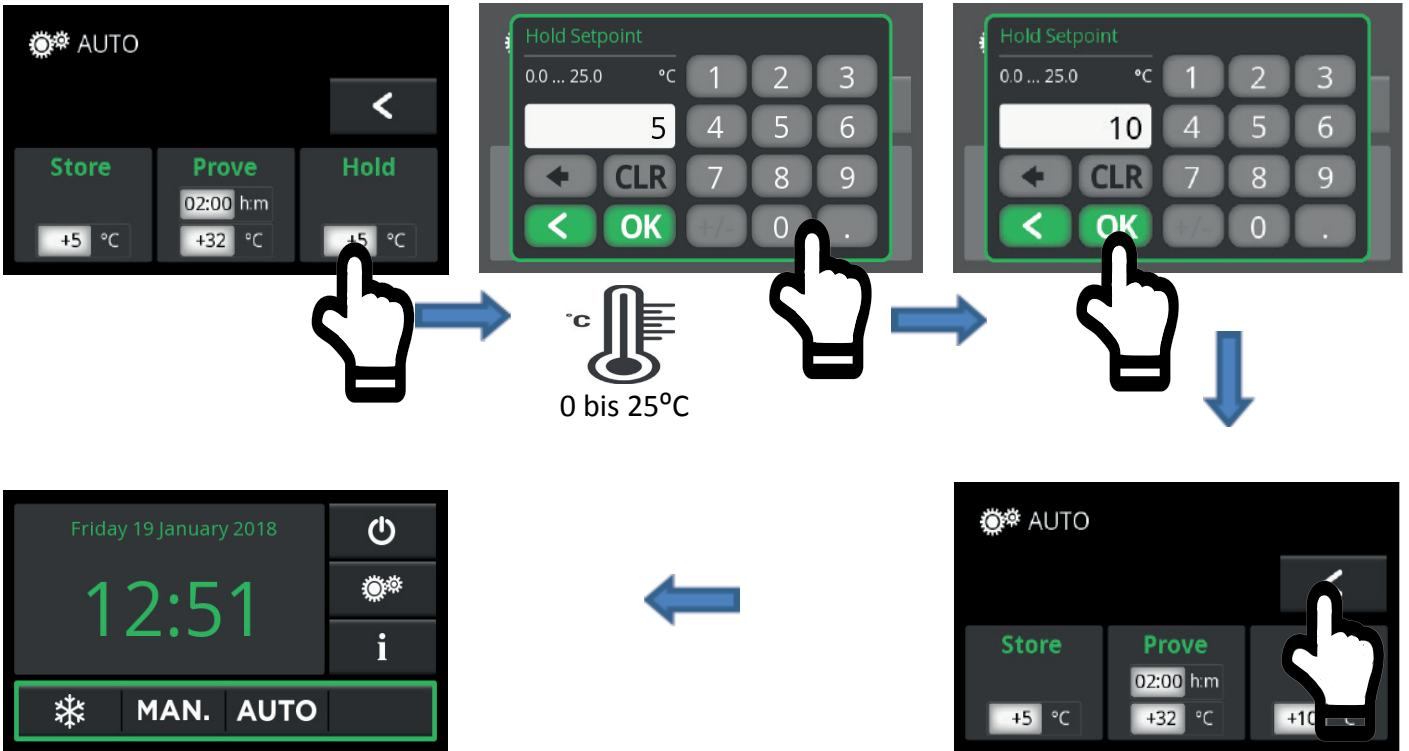 AUTO
<
Store Prove Hold
02:00 h:m
+5 °C +32 °C +5 °C
Hold Setpoint
0.0 ... 25.0 °C 1 2 3
5 4 5 6
CLR 7 8 9
< OK +/- 0 .
°C
0 bis 25⁰C
Hold Setpoint
0.0 ... 25.0 °C 1 2 3
10 4 5 6
CLR 7 8 9
< OK +/- 0 .
AUTO
Store Prove
02:00 h:m
+5 °C +32 °C +10
Friday 19 January 2018
12:51
i
MAN. AUTO